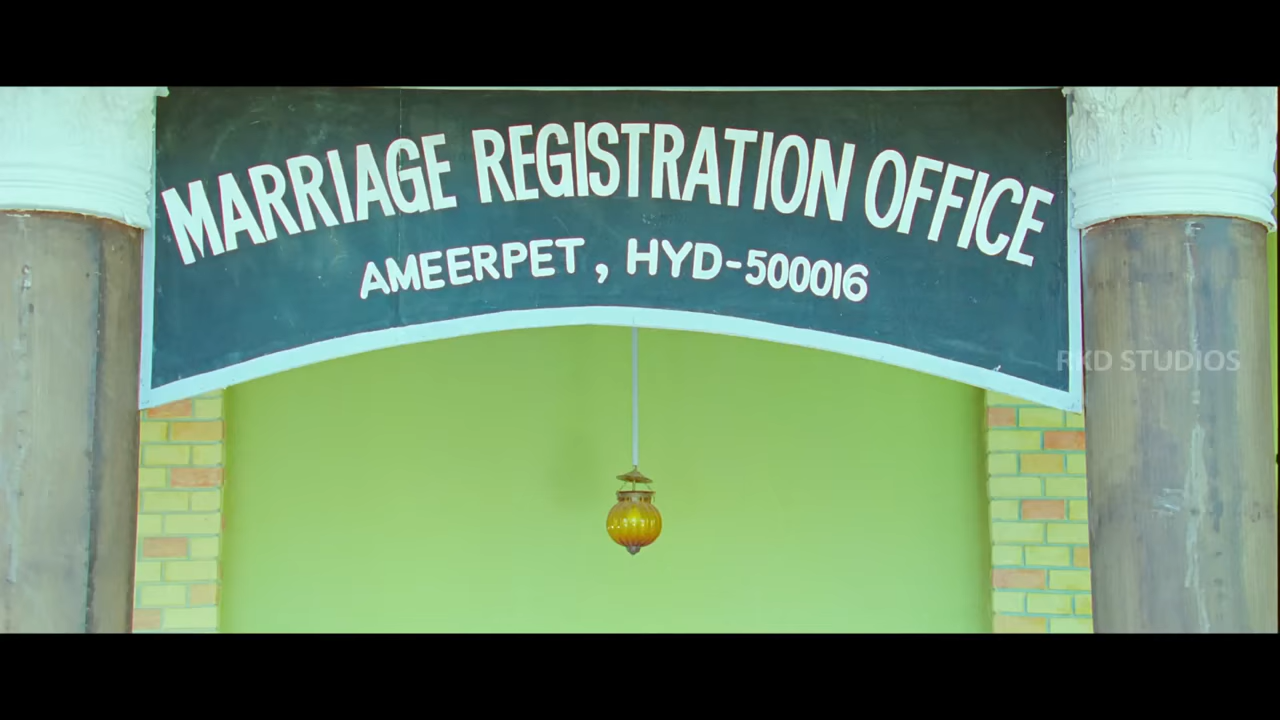 MARRIAGE REGISTRATION OFFICE
AMEERPET, HYD-500016
RKD STUDIOS